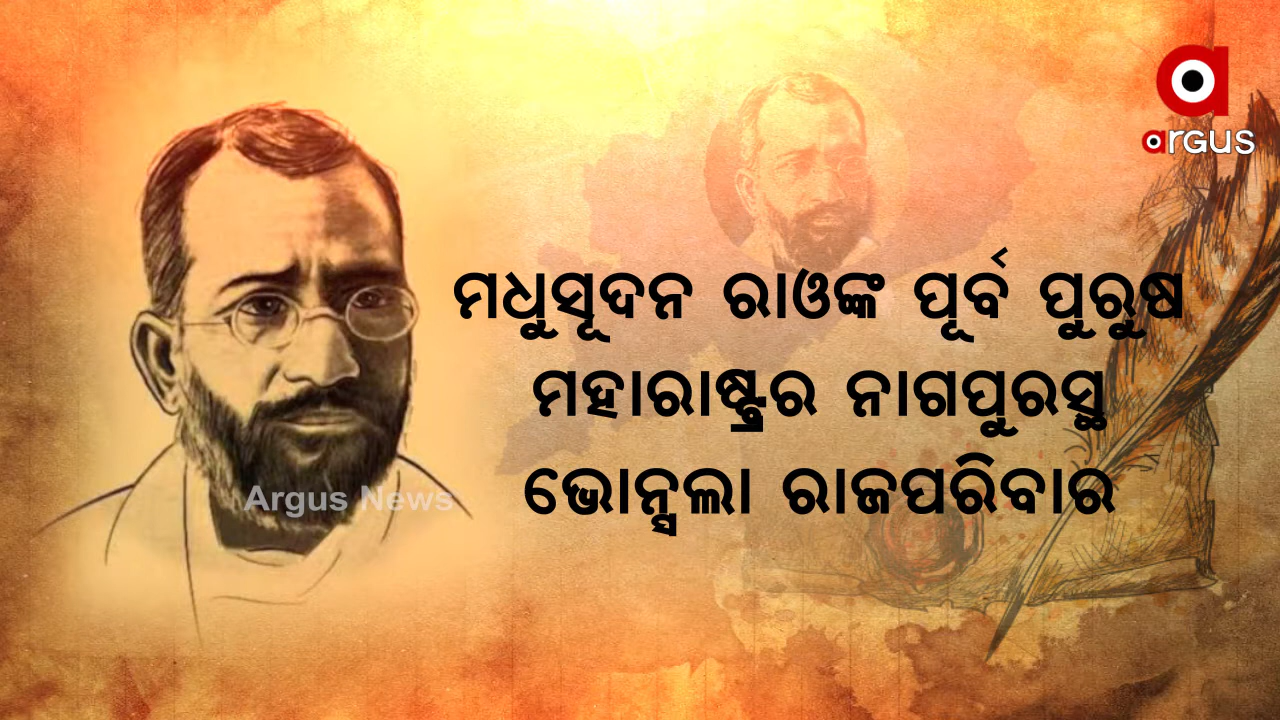 argus
ମଧୁସୂଦନ ରାଓଙ୍କ ପୂର୍ବ ପୁରୁଷ
ମହାରାଷ୍ଟ୍ରର ନାଗପୁରସ୍ଥ
ଭୋନ୍ସଲା ରାଜପରିବାର
Argus News